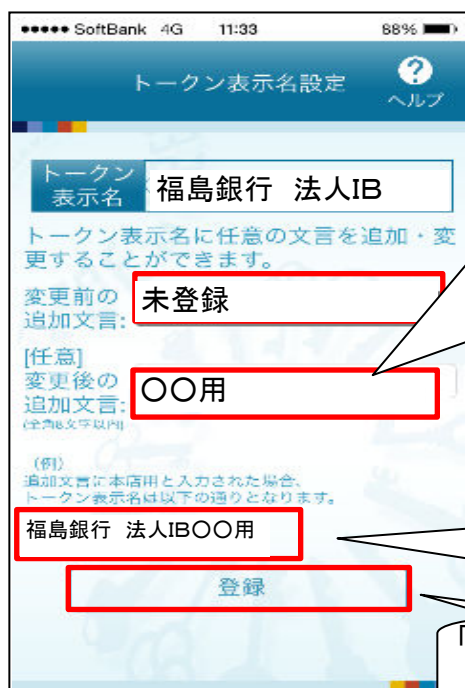 SoftBank 4G 11:33 88%
トークン表示名設定
?
ヘルプ
トークン
表示名
福島銀行 法人IB
トークン表示名に任意の文言を追加・変
更することができます。
変更前の
追加文言:
未登録
[任意]
変更後の
追加文言:
(全角8文字以内)
〇〇用
(例)
追加文言に本店用と入力された場合、
トークン表示名は以下の通りとなります。
福島銀行 法人IB〇〇用
登録
「